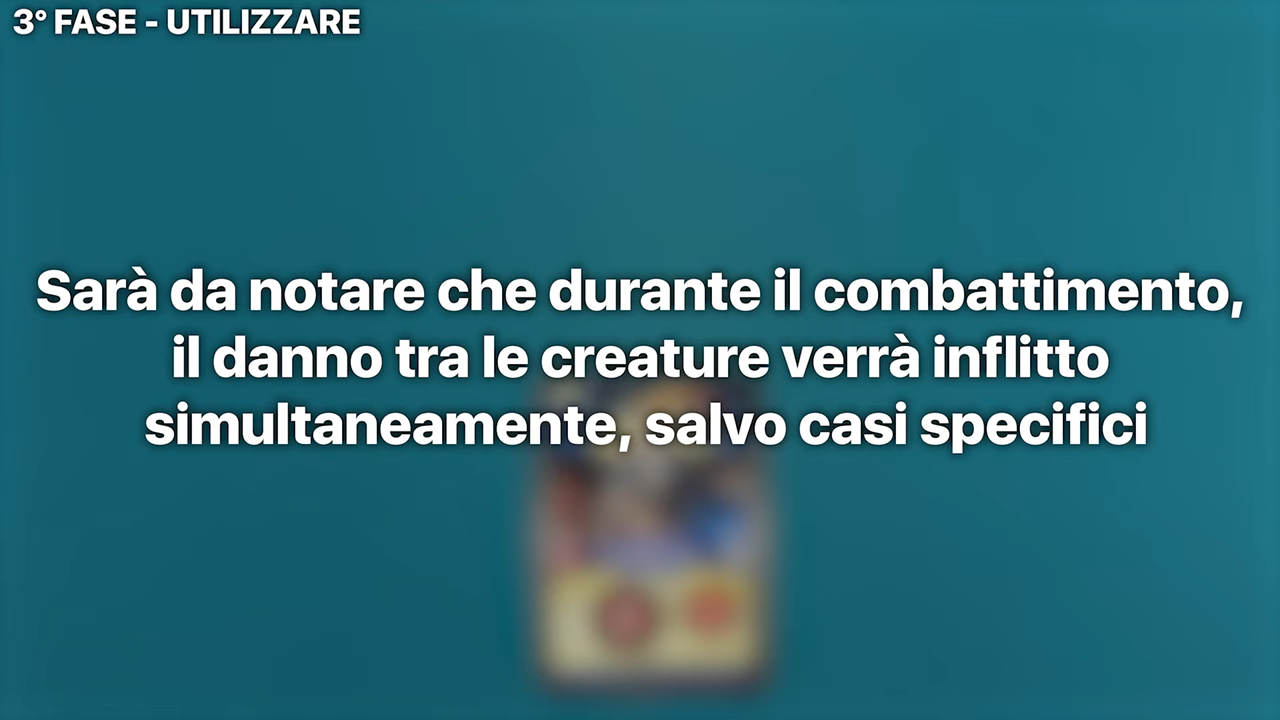 3° FASE - UTILIZZARE
Sarà da notare che durante il combattimento,
il danno tra le creature verrà inflitto
simultaneamente, salvo casi specifici